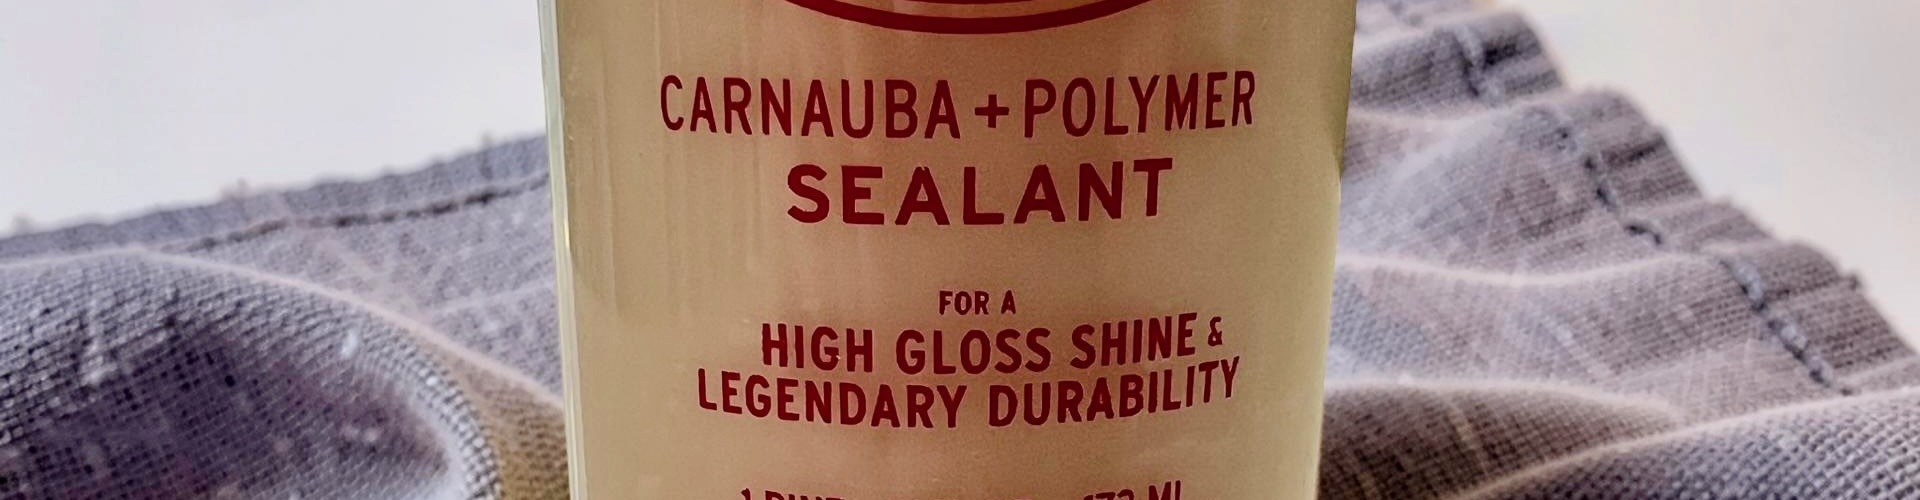 CARNAUBA + POLYMER
SEALANT
FOR A
HIGH GLOSS SHINE &
LEGENDARY DURABILITY